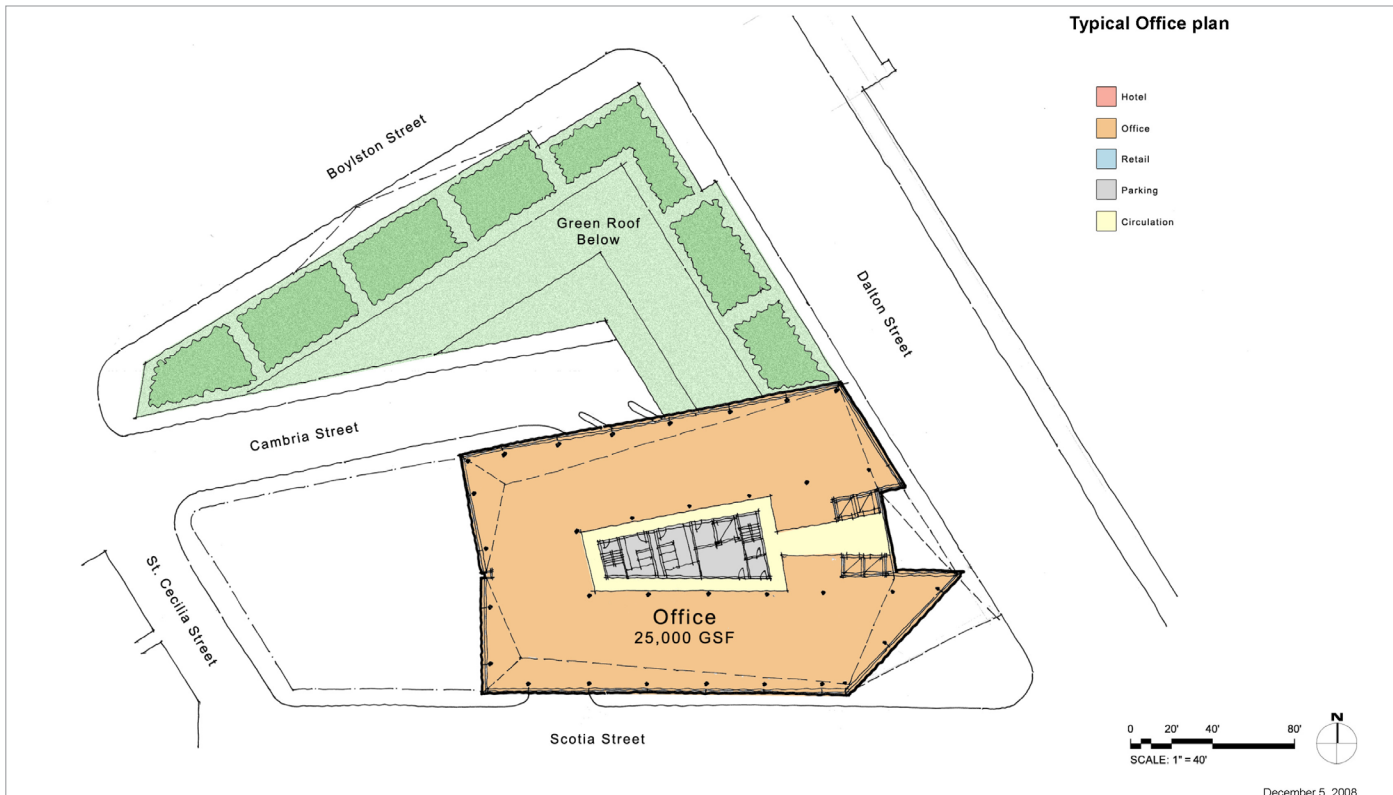 Typical Office plan
Hotel
Office
Retail
Parking
Circulation
Boylston Street
Green Roof
Below
Dalton Street
Cambria Street
St. Cecilia Street
Office
25,000 GSF
Scotia Street
N
0 20' 40' 80'
SCALE: 1" = 40'
December 5, 2008